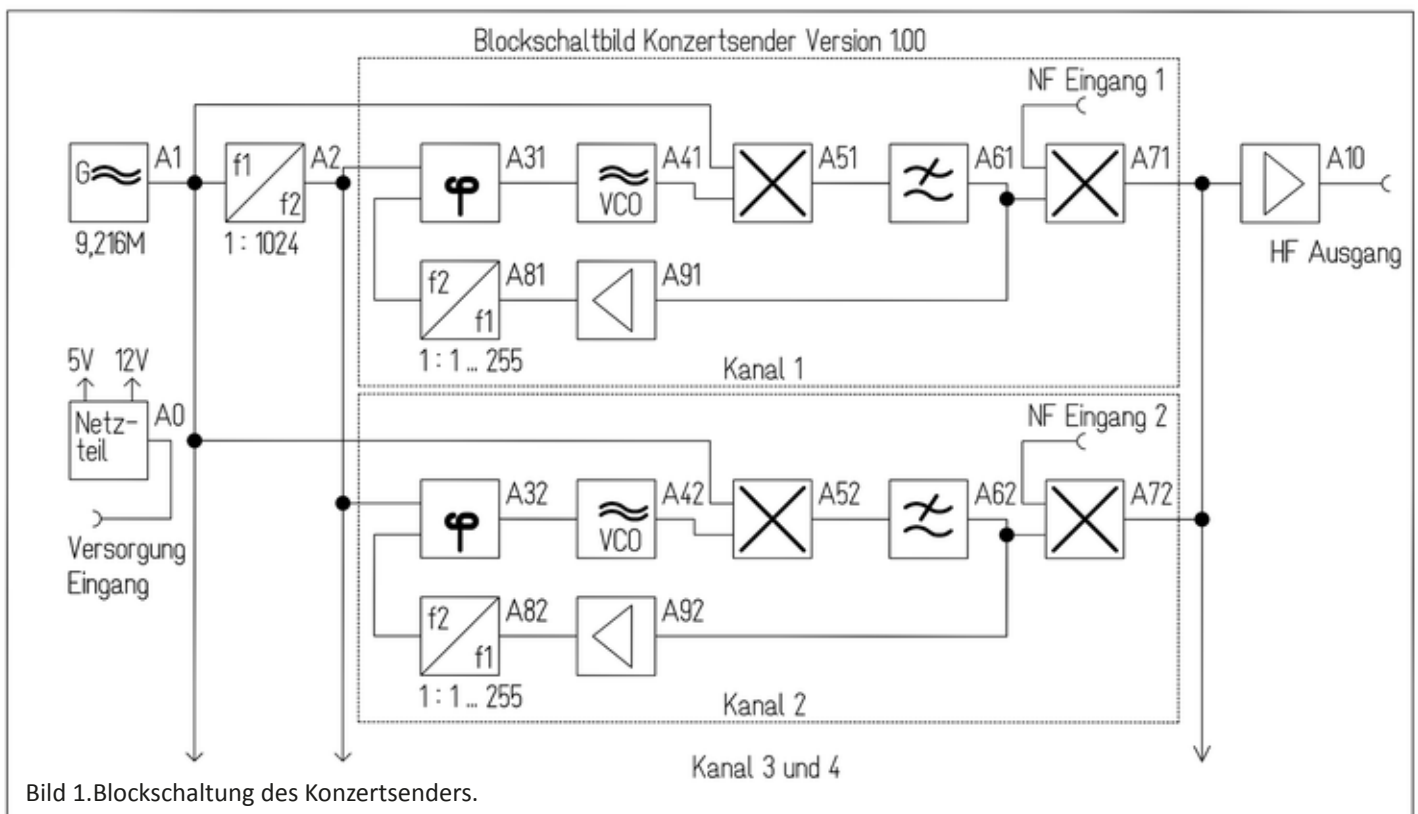 Blockschaltbild Konzertsender Version 1.00
NF Eingang 1
G
A1
f1
f2
A2
A31
VCO
A41
A51
A61
A71
A10
9,216M
1 : 1024
HF Ausgang
f2
f1
A81
A91
1 : 1 ... 255
Kanal 1
5V 12V
Netz-
teil
A0
Versorgung
Eingang
NF Eingang 2
φ
A32
VCO
A42
A52
A62
A72
f2
f1
A82
A92
1 : 1 ... 255
Kanal 2
Kanal 3 und 4
Bild 1.Blockschaltung des Konzertsenders.